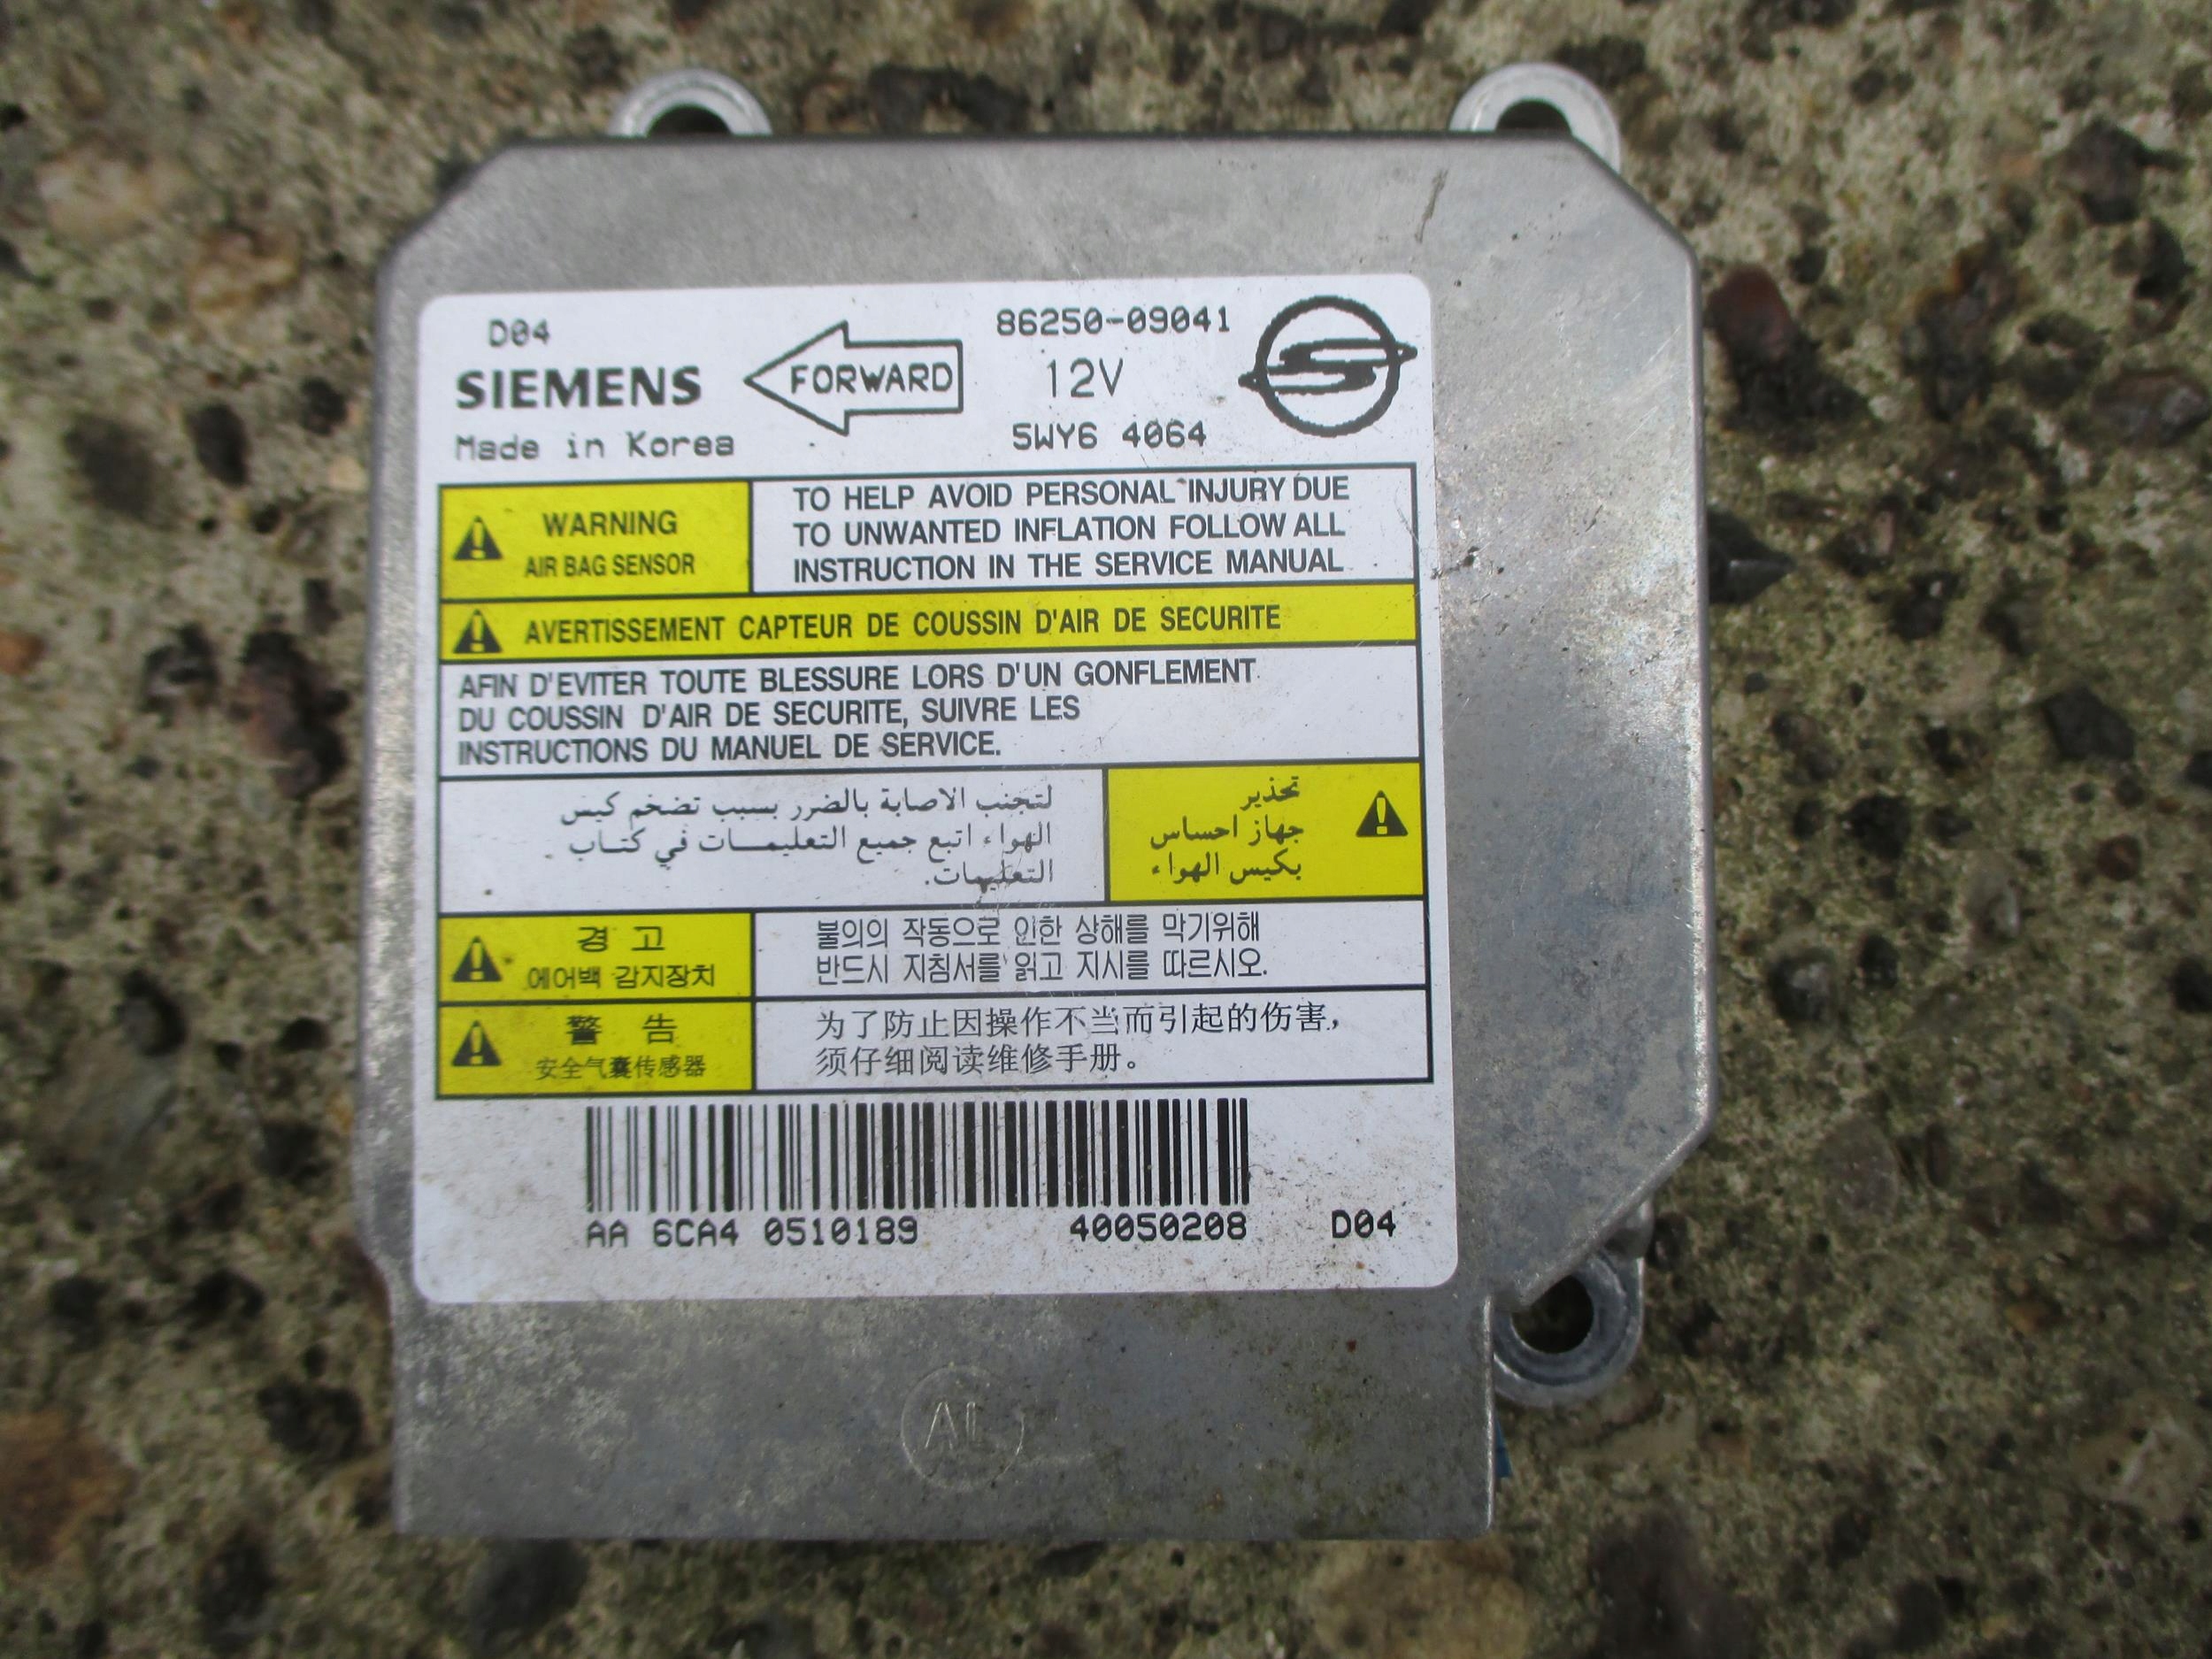 D04
SIEMENS
Made in Korea
FORWARD
86250-09041
12V
5WY6 4064
WARNING
AIR BAG SENSOR
TO HELP AVOID PERSONAL INJURY DUE
TO UNWANTED INFLATION FOLLOW ALL
INSTRUCTION IN THE SERVICE MANUAL
AVERTISSEMENT CAPTEUR DE COUSSIN D'AIR DE SECURITE
AFIN D'EVITER TOUTE BLESSURE LORS D'UN GONFLEMENT
DU COUSSIN D'AIR DE SECURITE, SUIVRE LES
INSTRUCTIONS DU MANUEL DE SERVICE.
تحذير
جهاز احساس
بكيس الهواء
لتجنب الاصابة بالضرر بسبب تضخم كيس
الهواء اتبع جميع التعليمات في كتاب
التعليمات.
경 고
에어백 감지장치
불의의 작동으로 인한 상해를 막기위해
반드시 지침서를 읽고 지시를 따르시오.
警 告
安全气囊传感器
为了防止因操作不当而引起的伤害,
须仔细阅读维修手册。
AA 6CA4 0510189 40050208 D04
AL